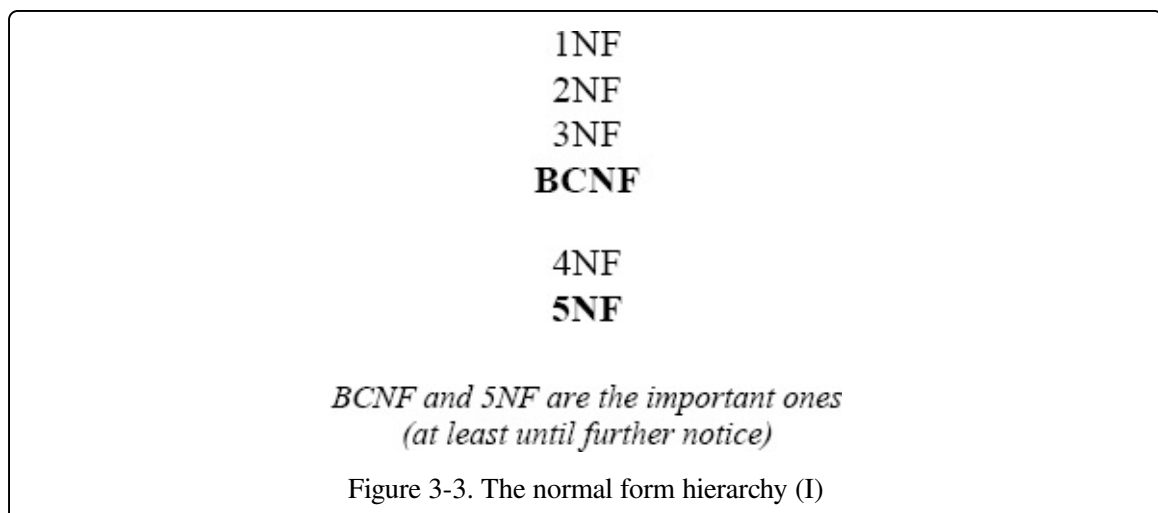 1NF
2NF
3NF
BCNF
4NF
5NF
BCNF and 5NF are the important ones
(at least until further notice)
Figure 3-3. The normal form hierarchy (I)